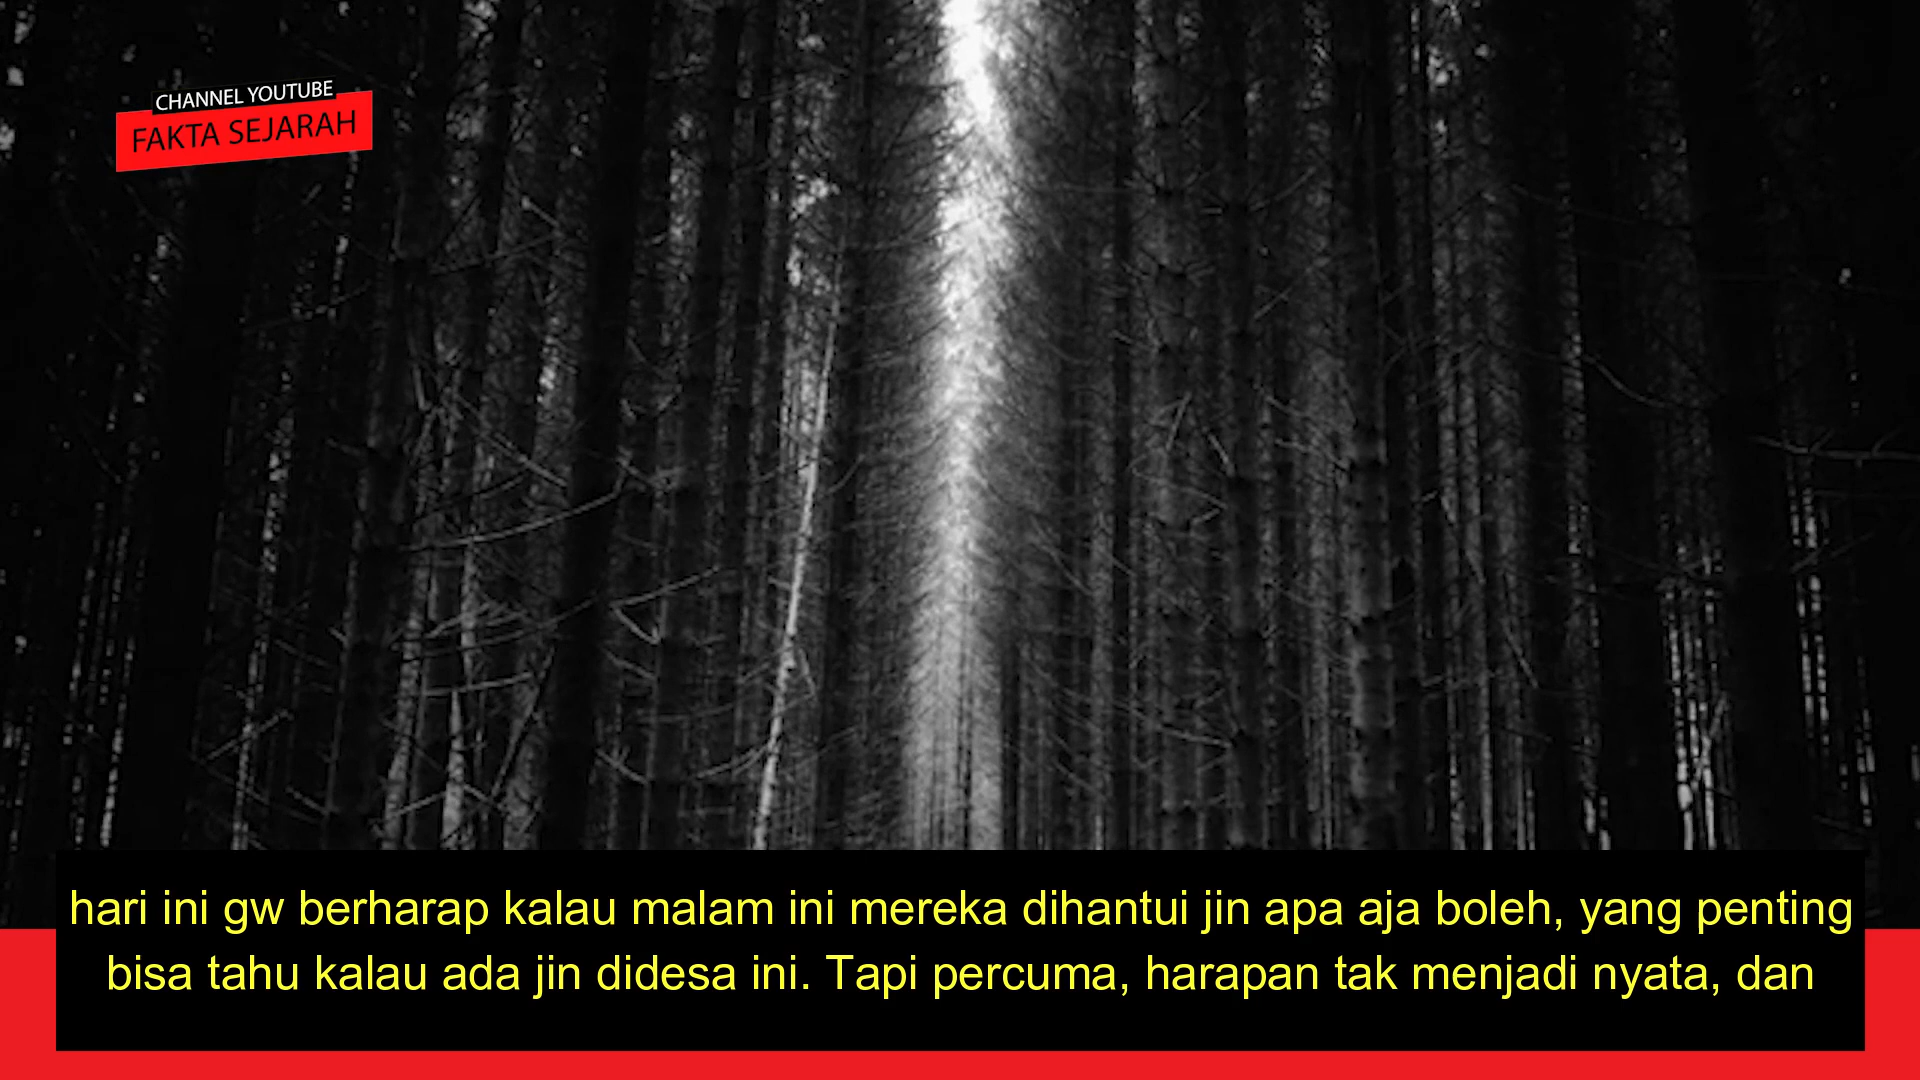 CHANNEL YOUTUBE
FAKTA SEJARAH
hari ini gw berharap kalau malam ini mereka dihantui jin apa aja boleh, yang penting
bisa tahu kalau ada jin didesa ini. Tapi percuma, harapan tak menjadi nyata, dan